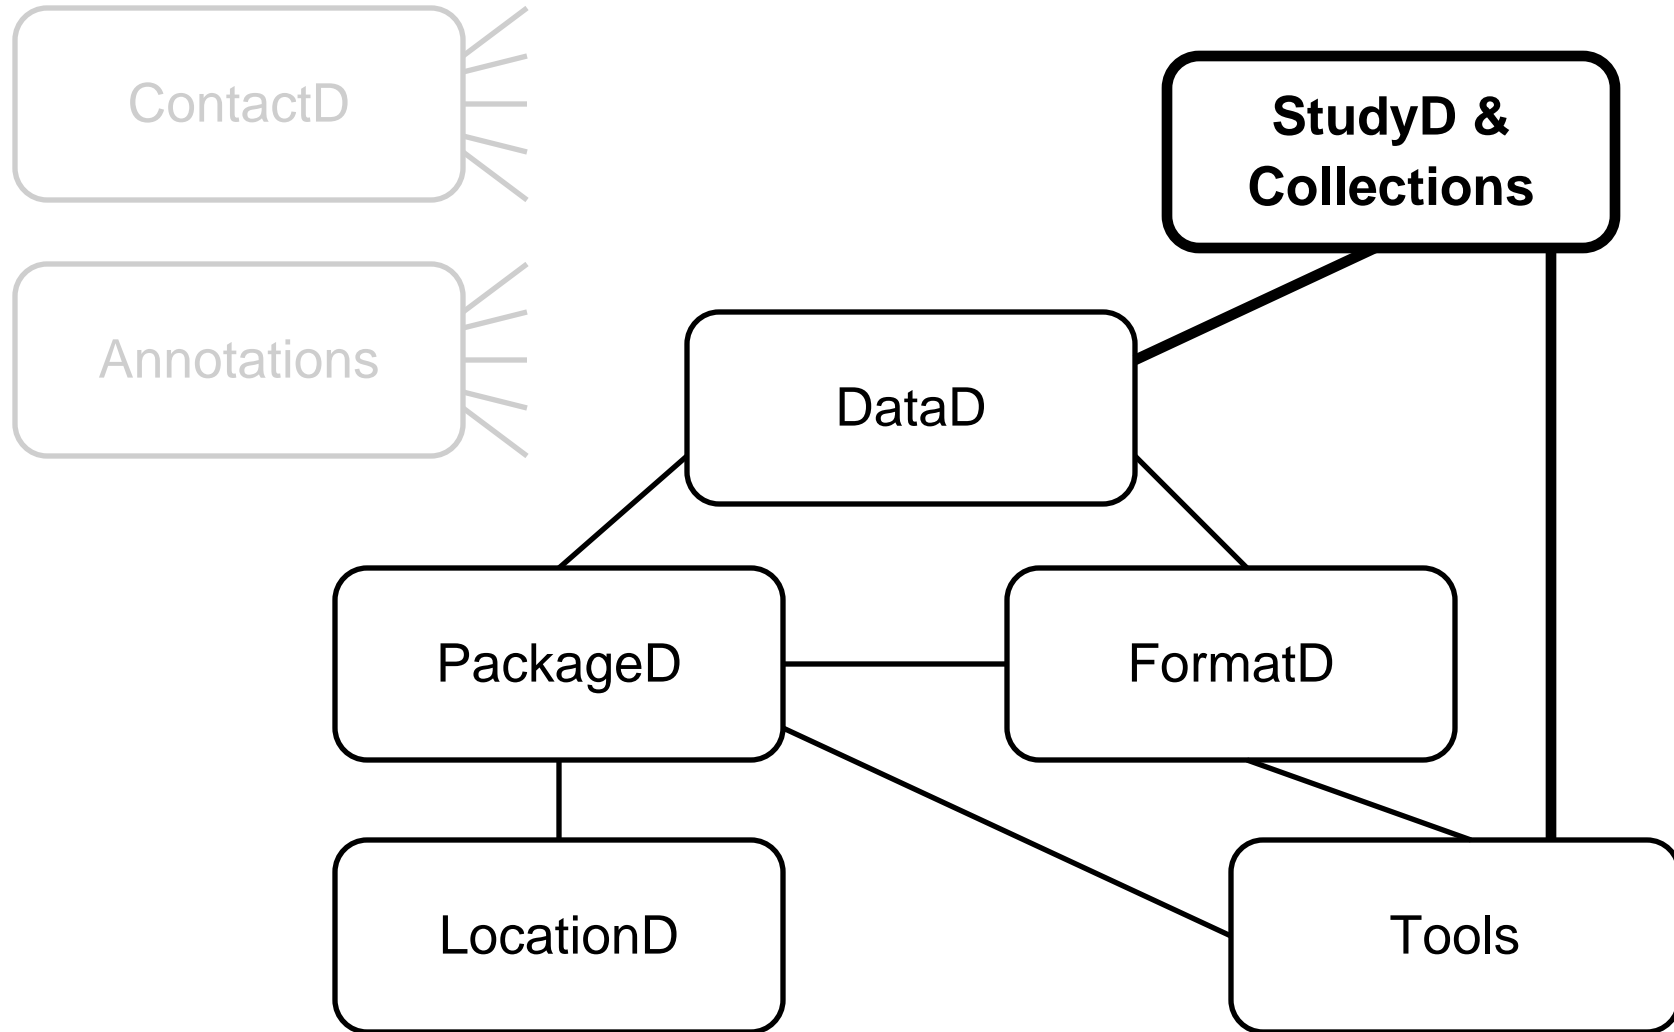 ContactD
StudyD &
Collections
Annotations
DataD
PackageD
FormatD
LocationD
Tools